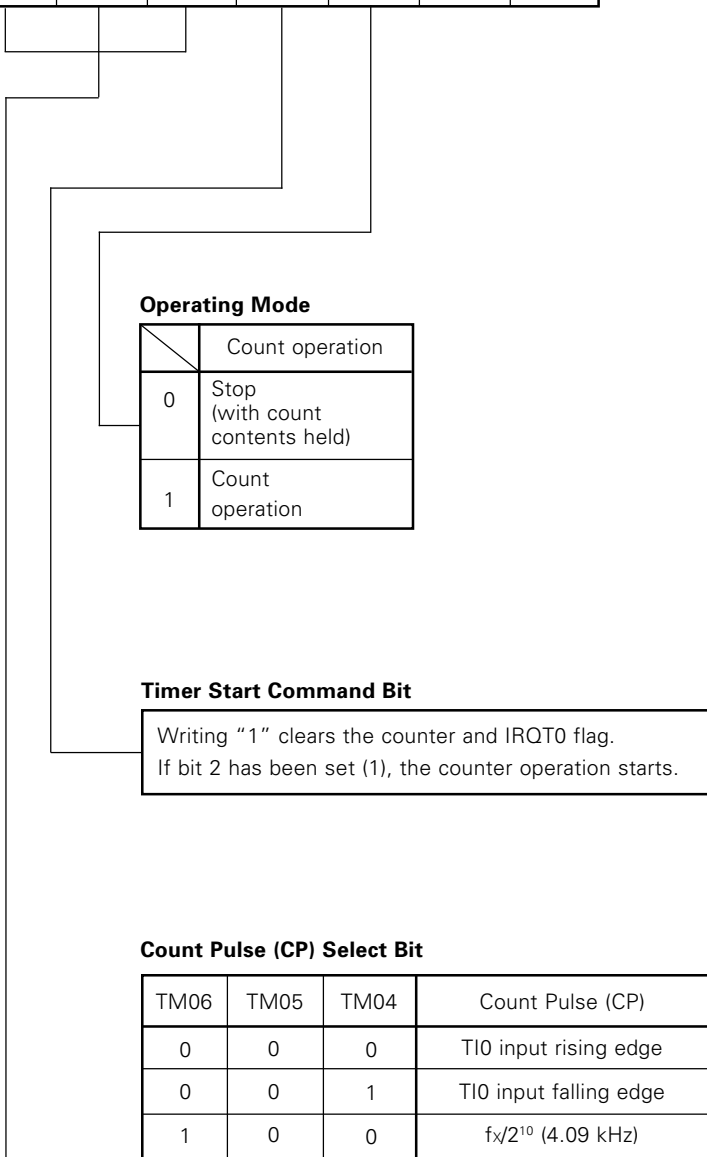 Operating Mode
Count operation
0 Stop
(with count
contents held)
1 Count
operation
Timer Start Command Bit
Writing “1” clears the counter and IRQT0 flag.
If bit 2 has been set (1), the counter operation starts.
Count Pulse (CP) Select Bit
TM06 TM05 TM04 Count Pulse (CP)
0 0 0 TI0 input rising edge
0 0 1 TI0 input falling edge
1 0 0 fX/2¹⁰ (4.09 kHz)